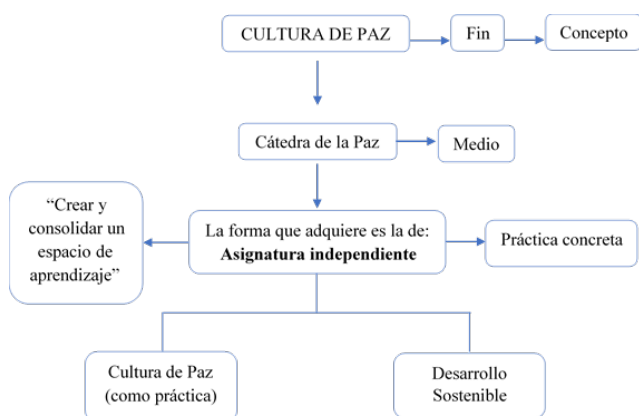 CULTURA DE PAZ
Fin
Concepto
Cátedra de la Paz
Medio
“Crear y
consolidar un
espacio de
aprendizaje”
La forma que adquiere es la de:
Asignatura independiente
Práctica concreta
Cultura de Paz
(como práctica)
Desarrollo
Sostenible